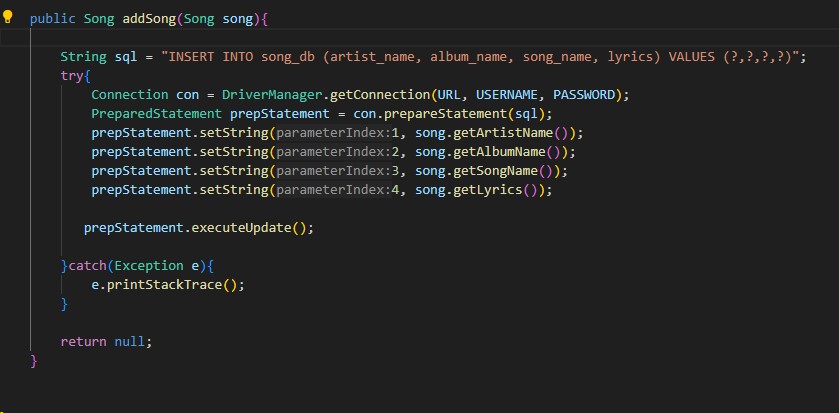 public Song addSong(Song song){
String sql = "INSERT INTO song_db (artist_name, album_name, song_name, lyrics) VALUES (?,?,?,?)";
try{
Connection con = DriverManager.getConnection(URL, USERNAME, PASSWORD);
PreparedStatement prepStatement = con.prepareStatement(sql);
prepStatement.setString(parameterIndex:1, song.getArtistName());
prepStatement.setString(parameterIndex:2, song.getAlbumName());
prepStatement.setString(parameterIndex:3, song.getSongName());
prepStatement.setString(parameterIndex:4, song.getLyrics());
prepStatement.executeUpdate();
}catch(Exception e){
e.printStackTrace();
}
return null;
}